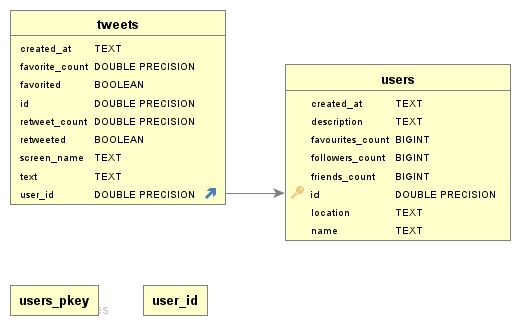 tweets
created_at TEXT
favorite_count DOUBLE PRECISION
favorited BOOLEAN
id DOUBLE PRECISION
retweet_count DOUBLE PRECISION
retweeted BOOLEAN
screen_name TEXT
text TEXT
user_id DOUBLE PRECISION
users
created_at TEXT
description TEXT
favourites_count BIGINT
followers_count BIGINT
friends_count BIGINT
id DOUBLE PRECISION
location TEXT
name TEXT
users_pkey
user_id